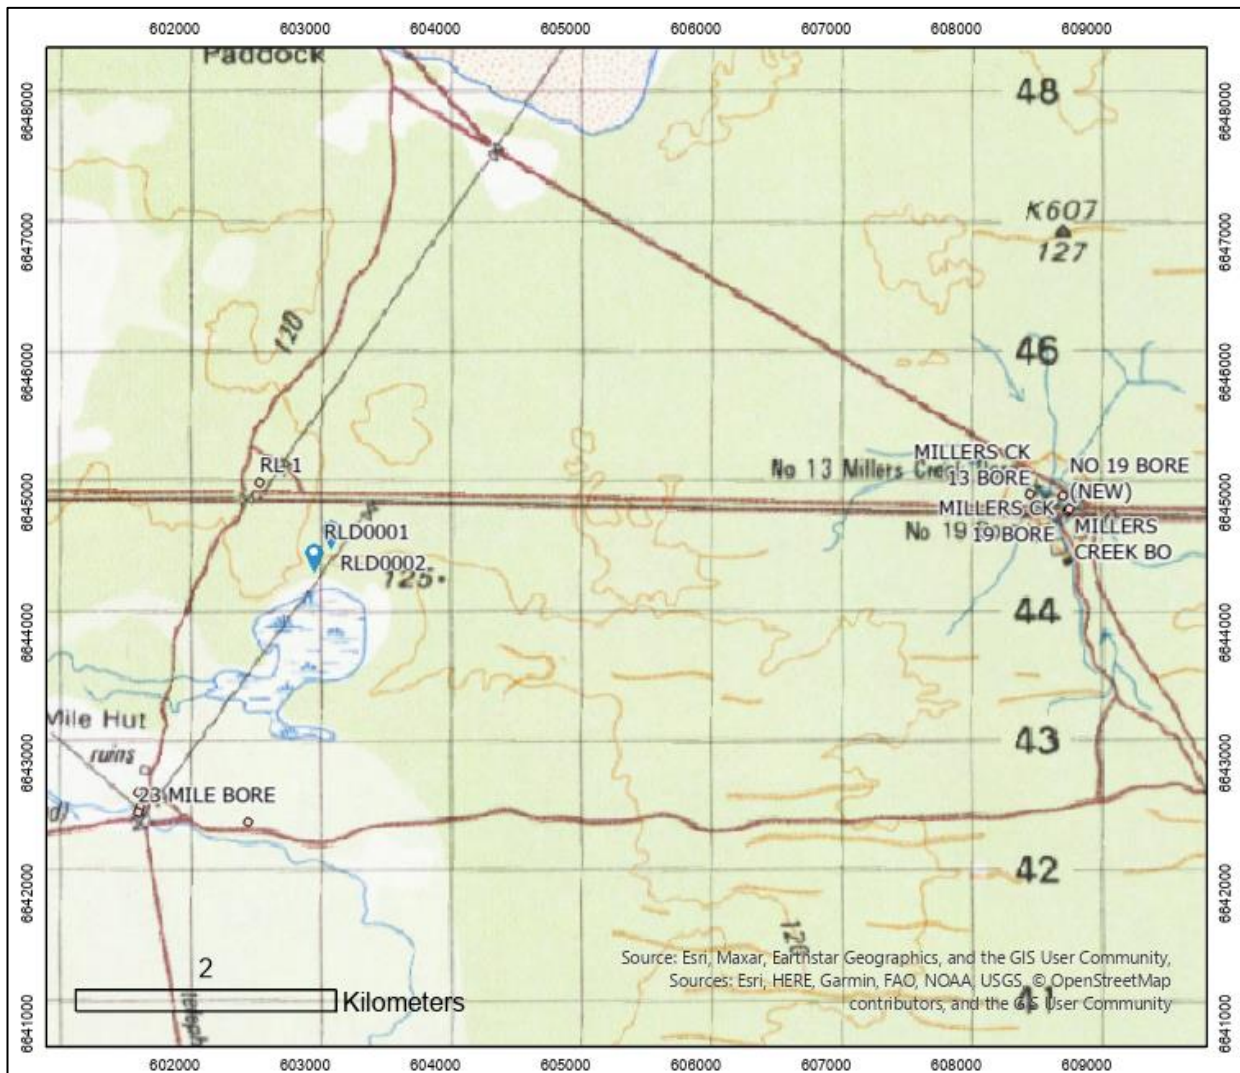 602000 603000 604000 605000 606000 607000 608000 609000
Paddock
6648000
48
6648000
K607
6647000
127
6647000
120
6646000
46
6646000
RL 1
MILLERS CK
13 BORE
No 13 Millers Creek
NO 19 BORE
(NEW)
6645000
6645000
MILLERS CK
19 BORE
No 19
MILLERS
CREEK BO
RLD0001
RLD0002
125
6644000
44
6644000
Mile Hut
ruins
6643000
43
6643000
23 MILE BORE
d)
6642000
42
6642000
120
Source: Esri, Maxar, Earthstar Geographics, and the GIS User Community,
Sources: Esri, HERE, Garmin, FAO, NOAA, USGS, © OpenStreetMap
contributors, and the GIS User Community
2
Kilometers
6641000
41
6641000
602000 603000 604000 605000 606000 607000 608000 609000